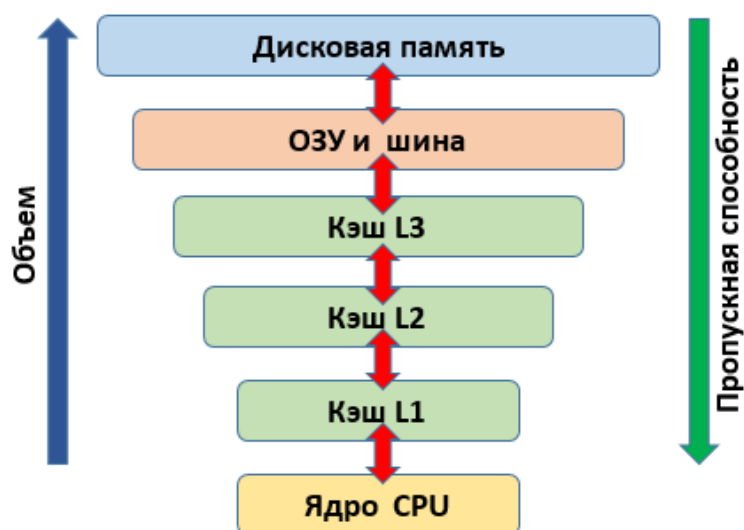 Дисковая память
ОЗУ и шина
Кэш L3
Кэш L2
Кэш L1
Ядро CPU
Объем
Пропускная способность